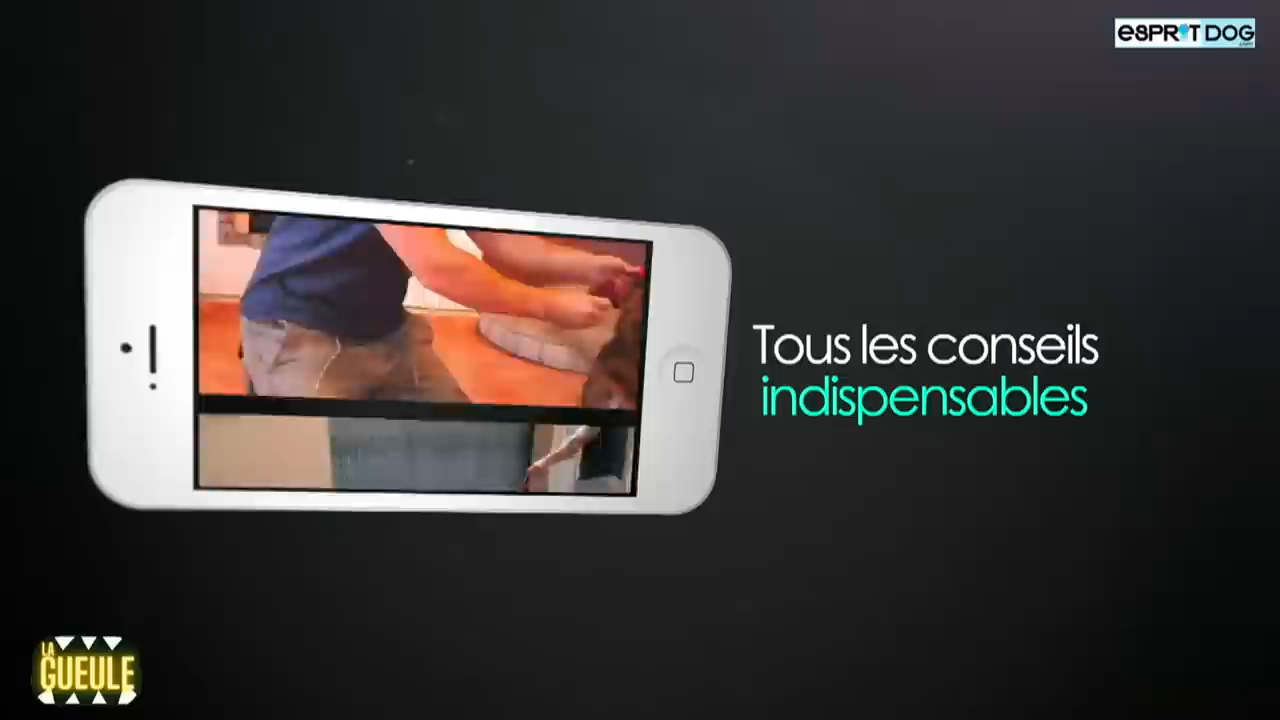 ESPRIT DOG
Tous les conseils
indispensables
LA
GUEULE